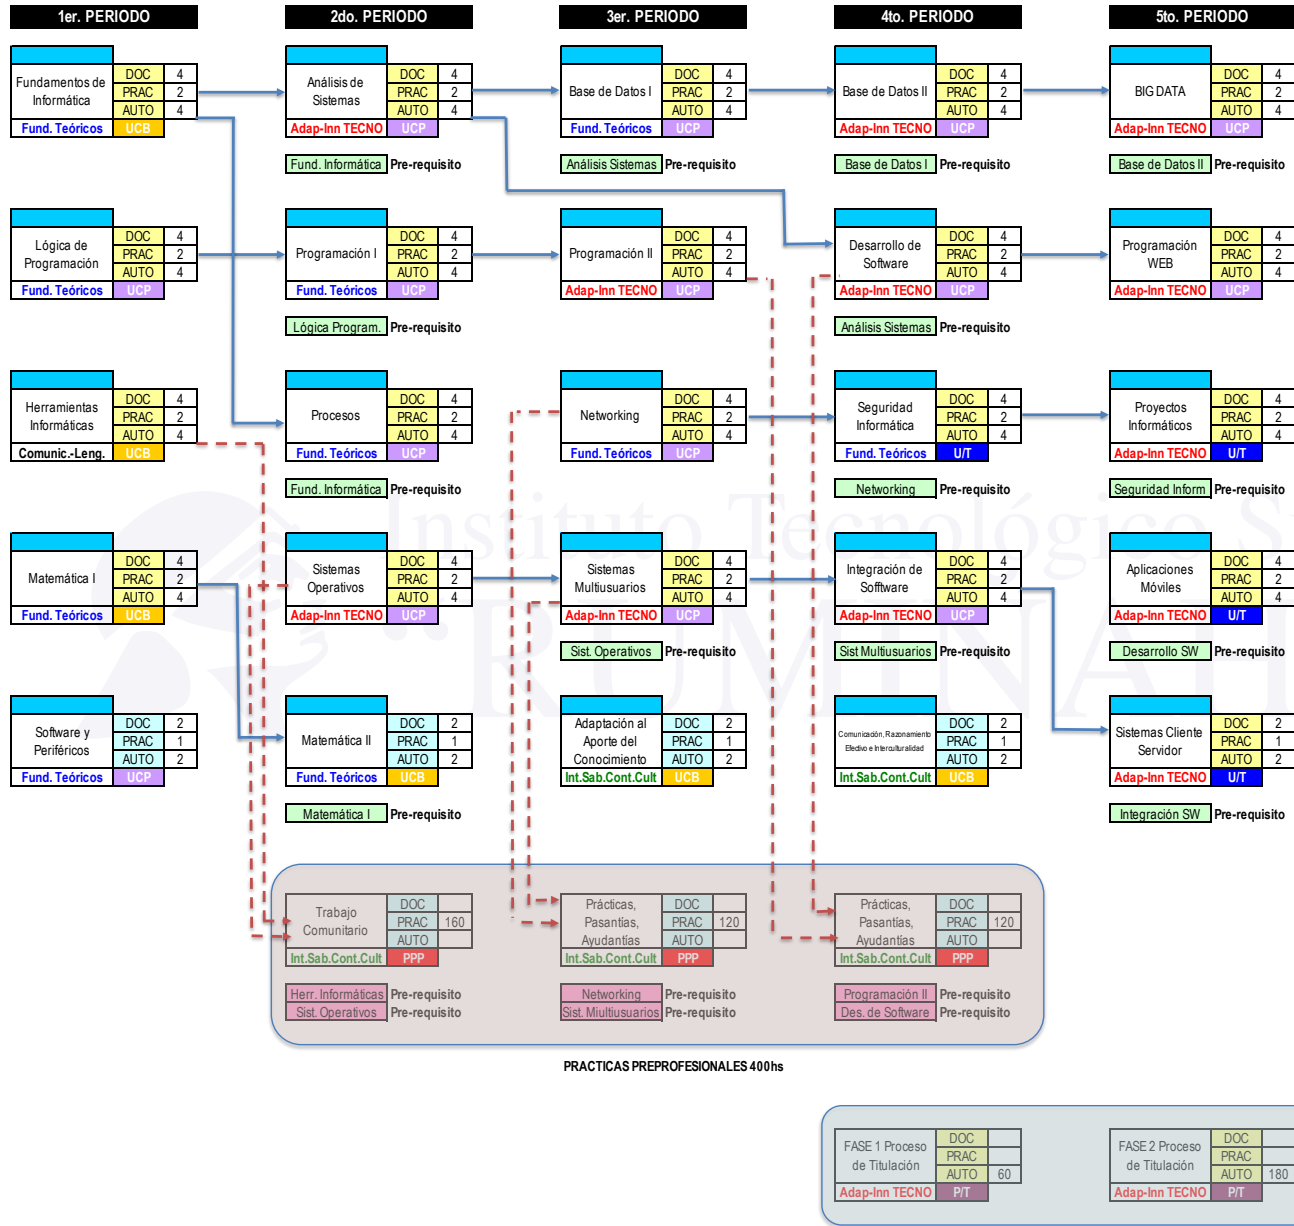 1er. PERIODO
2do. PERIODO
3er. PERIODO
4to. PERIODO
5to. PERIODO
Fundamentos de
Informática
DOC 4
PRAC 2
AUTO 4
Fund. Teóricos UCB
Análisis de
Sistemas
DOC 4
PRAC 2
AUTO 4
Adap-Inn TECNO UCP
Fund. Informática Pre-requisito
Base de Datos I
DOC 4
PRAC 2
AUTO 4
Fund. Teóricos UCP
Análisis Sistemas Pre-requisito
Base de Datos II
DOC 4
PRAC 2
AUTO 4
Adap-Inn TECNO UCP
Base de Datos I Pre-requisito
BIG DATA
DOC 4
PRAC 2
AUTO 4
Adap-Inn TECNO UCP
Base de Datos II Pre-requisito
Lógica de
Programación
DOC 4
PRAC 2
AUTO 4
Fund. Teóricos UCP
Programación I
DOC 4
PRAC 2
AUTO 4
Fund. Teóricos UCP
Lógica Program. Pre-requisito
Programación II
DOC 4
PRAC 2
AUTO 4
Adap-Inn TECNO UCP
Desarrollo de
Software
DOC 4
PRAC 2
AUTO 4
Adap-Inn TECNO UCP
Análisis Sistemas Pre-requisito
Programación
WEB
DOC 4
PRAC 2
AUTO 4
Adap-Inn TECNO UCP
Herramientas
Informáticas
DOC 4
PRAC 2
AUTO 4
Comunic.-Leng. UCB
Procesos
DOC 4
PRAC 2
AUTO 4
Fund. Teóricos UCP
Fund. Informática Pre-requisito
Networking
DOC 4
PRAC 2
AUTO 4
Fund. Teóricos UCP
Seguridad
Informática
DOC 4
PRAC 2
AUTO 4
Fund. Teóricos U/T
Networking Pre-requisito
Proyectos
Informáticos
DOC 4
PRAC 2
AUTO 4
Adap-Inn TECNO U/T
Seguridad Inform Pre-requisito
Instituto Tecnológico
"RUMIÑAH
Matemática I
DOC 4
PRAC 2
AUTO 4
Fund. Teóricos UCB
Sistemas
Operativos
DOC 4
PRAC 2
AUTO 4
Adap-Inn TECNO UCP
Sistemas
Multiusuarios
DOC 4
PRAC 2
AUTO 4
Adap-Inn TECNO UCP
Sist. Operativos Pre-requisito
Integración de
Soffware
DOC 4
PRAC 2
AUTO 4
Adap-Inn TECNO UCP
Sist Multiusuarios Pre-requisito
Aplicaciones
Móviles
DOC 4
PRAC 2
AUTO 4
Adap-Inn TECNO U/T
Desarrollo SW Pre-requisito
Software y
Periféricos
DOC 2
PRAC 1
AUTO 2
Fund. Teóricos UCP
Matemática II
DOC 2
PRAC 1
AUTO 2
Fund. Teóricos UCB
Matemática I Pre-requisito
Adaptación al
Aporte del
Conocimiento
DOC 2
PRAC 1
AUTO 2
Int.Sab.Cont.Cult UCB
Comunicación, Razonamiento
Efectivo e Interculturalidad
DOC 2
PRAC 1
AUTO 2
Int.Sab.Cont.Cult UCB
Sistemas Cliente
Servidor
DOC 2
PRAC 1
AUTO 2
Adap-Inn TECNO U/T
Integración SW Pre-requisito
Trabajo
Comunitario
DOC
PRAC 160
AUTO
Int.Sab.Cont.Cult PPP
Herr. Informáticas Pre-requisito
Sist. Operativos Pre-requisito
Prácticas,
Pasantías,
Ayudantías
DOC
PRAC 120
AUTO
Int.Sab.Cont.Cult PPP
Networking Pre-requisito
Sist. Miultiusuarios Pre-requisito
Prácticas,
Pasantías,
Ayudantías
DOC
PRAC 120
AUTO
Int.Sab.Cont.Cult PPP
Programación II Pre-requisito
Des. de Software Pre-requisito
PRACTICAS PREPROFESIONALES 400hs
FASE 1 Proceso
de Titulación
DOC
PRAC
AUTO 60
Adap-Inn TECNO P/T
FASE 2 Proceso
de Titulación
DOC
PRAC
AUTO 180
Adap-Inn TECNO P/T